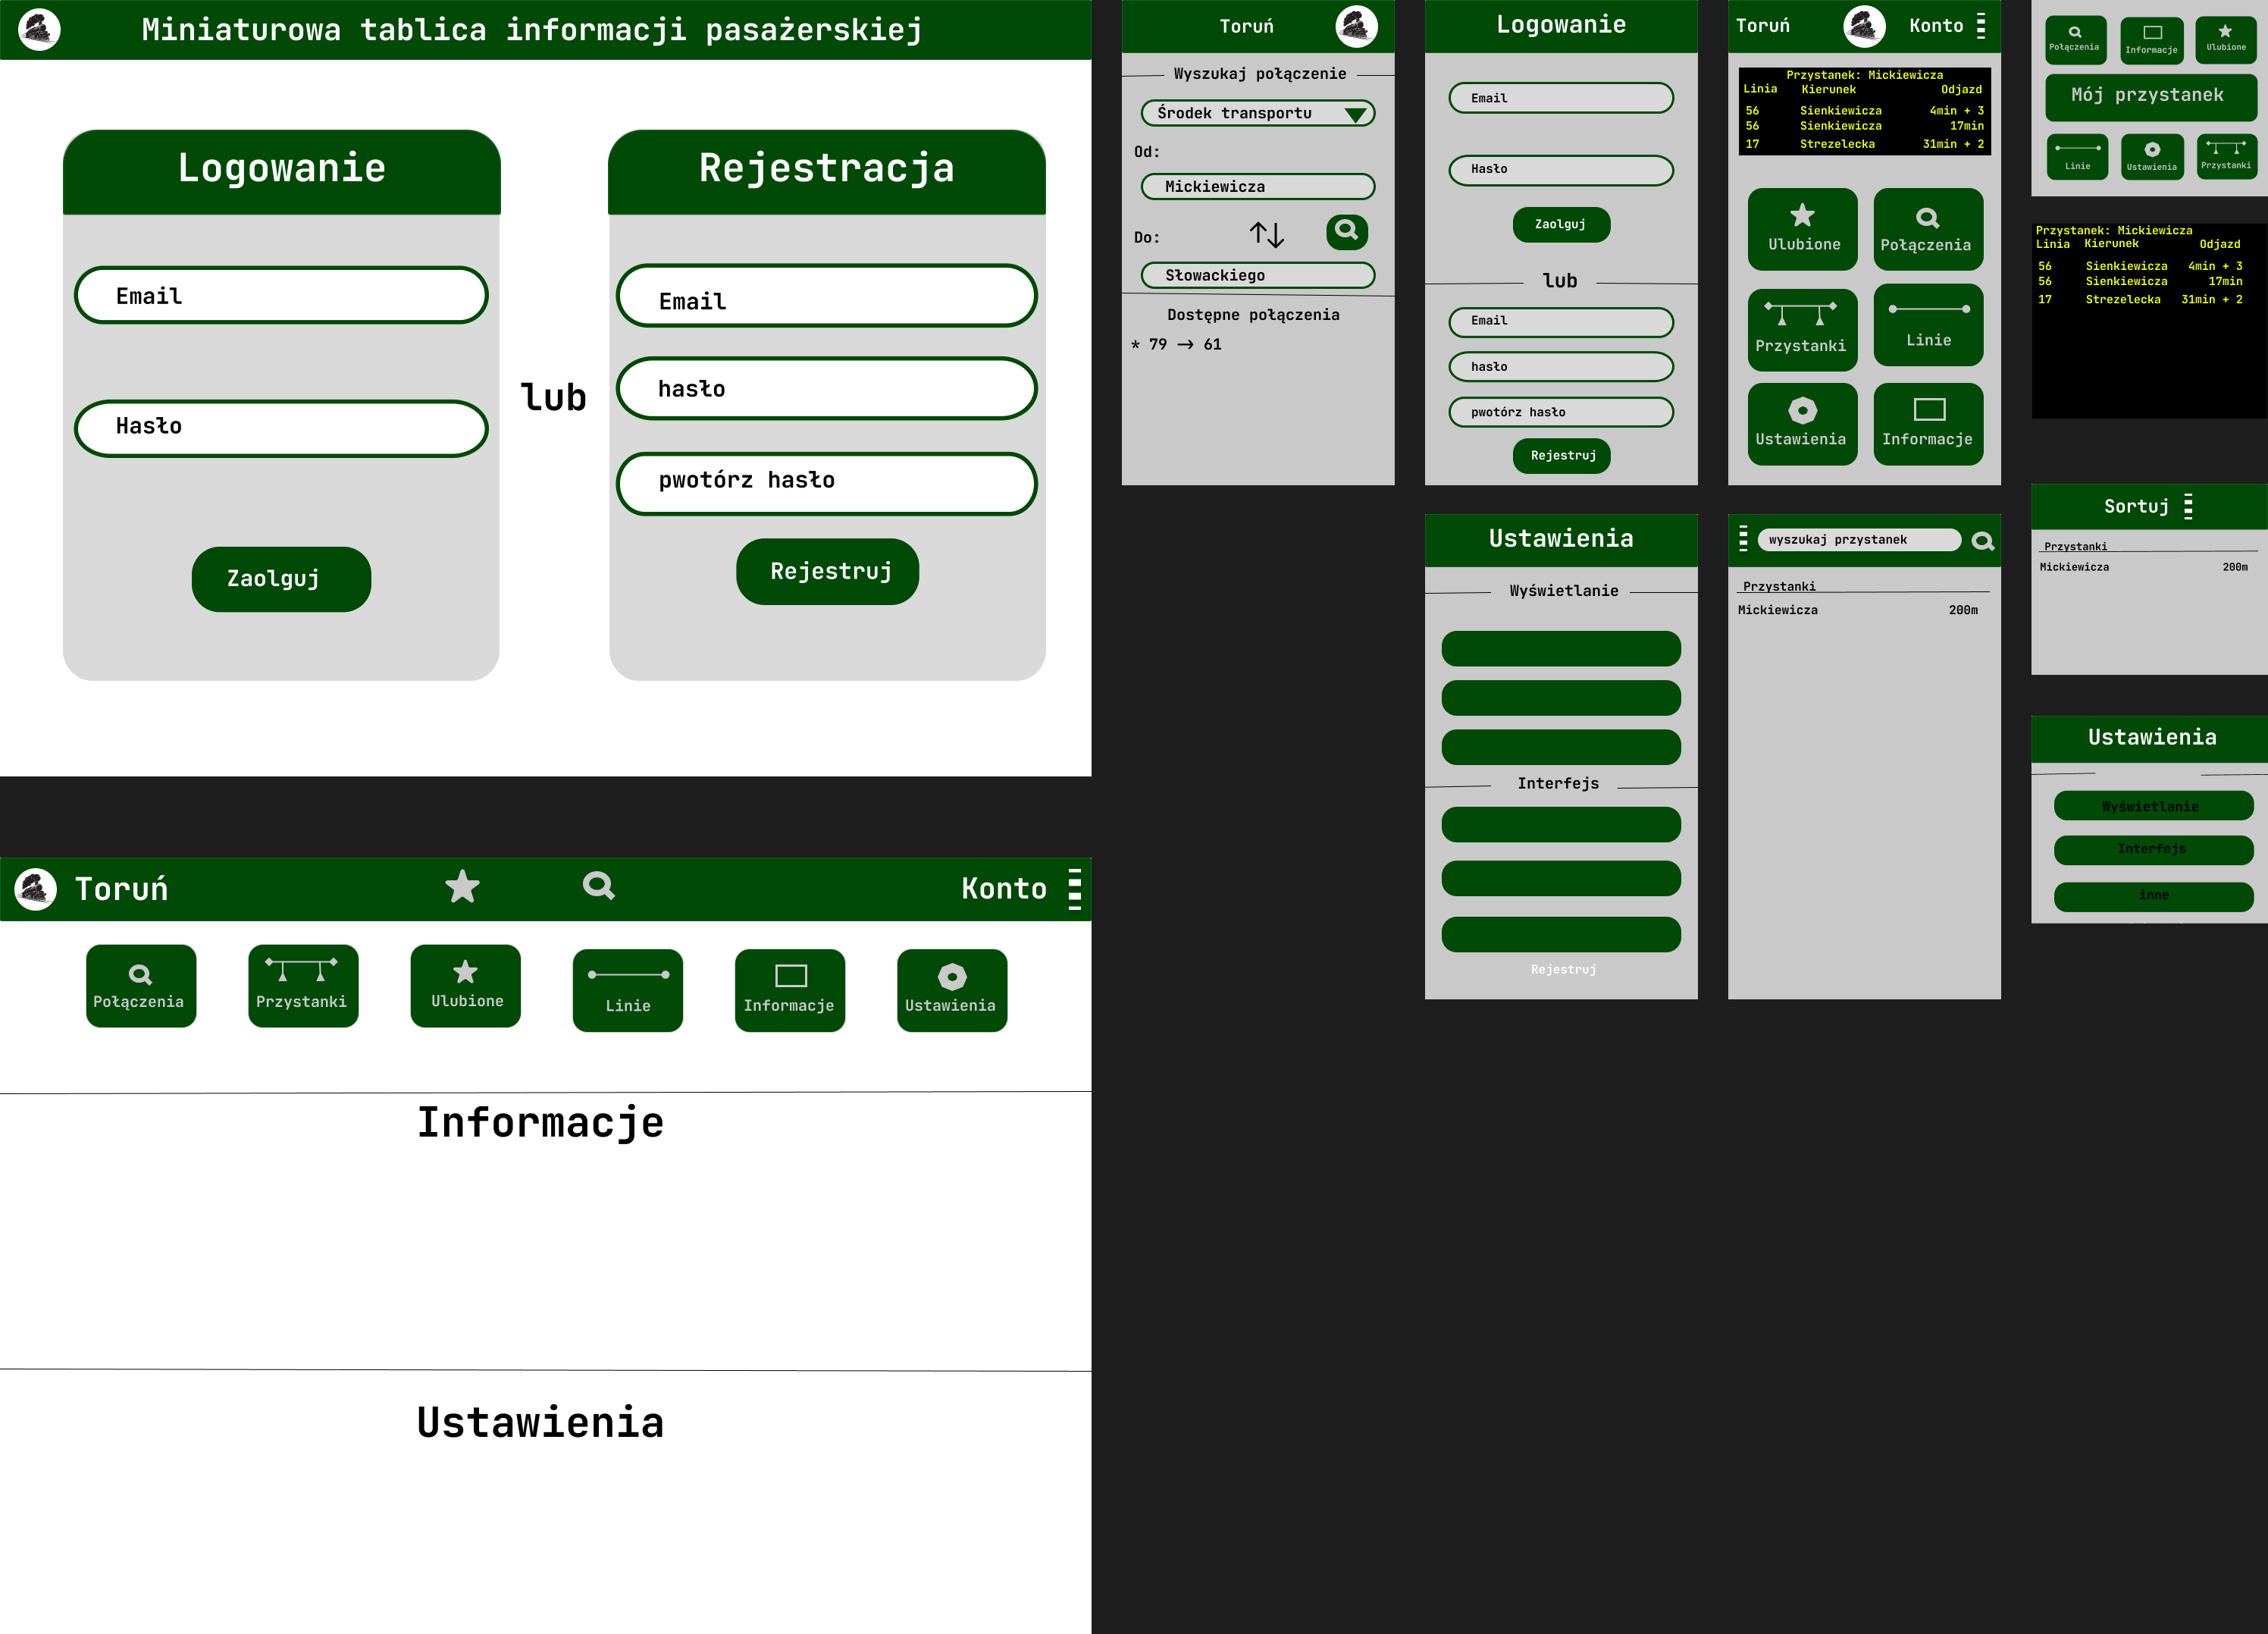 Miniaturowa tablica informacji pasażerskiej
Logowanie
Email
Hasło
Zaolguj
lub
Rejestracja
Email
hasło
pwotórz hasło
Rejestruj
Toruń
Konto
Połączenia
Przystanki
Ulubione
Linie
Informacje
Ustawienia
Informacje
Ustawienia
Toruń
Wyszukaj połączenie
Środek transportu
Od:
Mickiewicza
Do:
Słowackiego
Dostępne połączenia
* 79 → 61
Logowanie
Email
Hasło
Zaolguj
lub
Email
hasło
pwotórz hasło
Rejestruj
Toruń Konto
Przystanek: Mickiewicza
Linia Kierunek Odjazd
56 Sienkiewicza 4min + 3
56 Sienkiewicza 17min
17 Strezelecka 31min + 2
Ulubione
Połączenia
Przystanki
Linie
Ustawienia
Informacje
Ustawienia
Wyświetlanie
Interfejs
Rejestruj
wyszukaj przystanek
Przystanki
Mickiewicza 200m
Połączenia
Informacje
Ulubione
Mój przystanek
Linie
Ustawienia
Przystanki
Przystanek: Mickiewicza
Linia Kierunek Odjazd
56 Sienkiewicza 4min + 3
56 Sienkiewicza 17min
17 Strezelecka 31min + 2
Sortuj
Przystanki
Mickiewicza 200m
Ustawienia
Wyświetlanie
Interfejs
inne